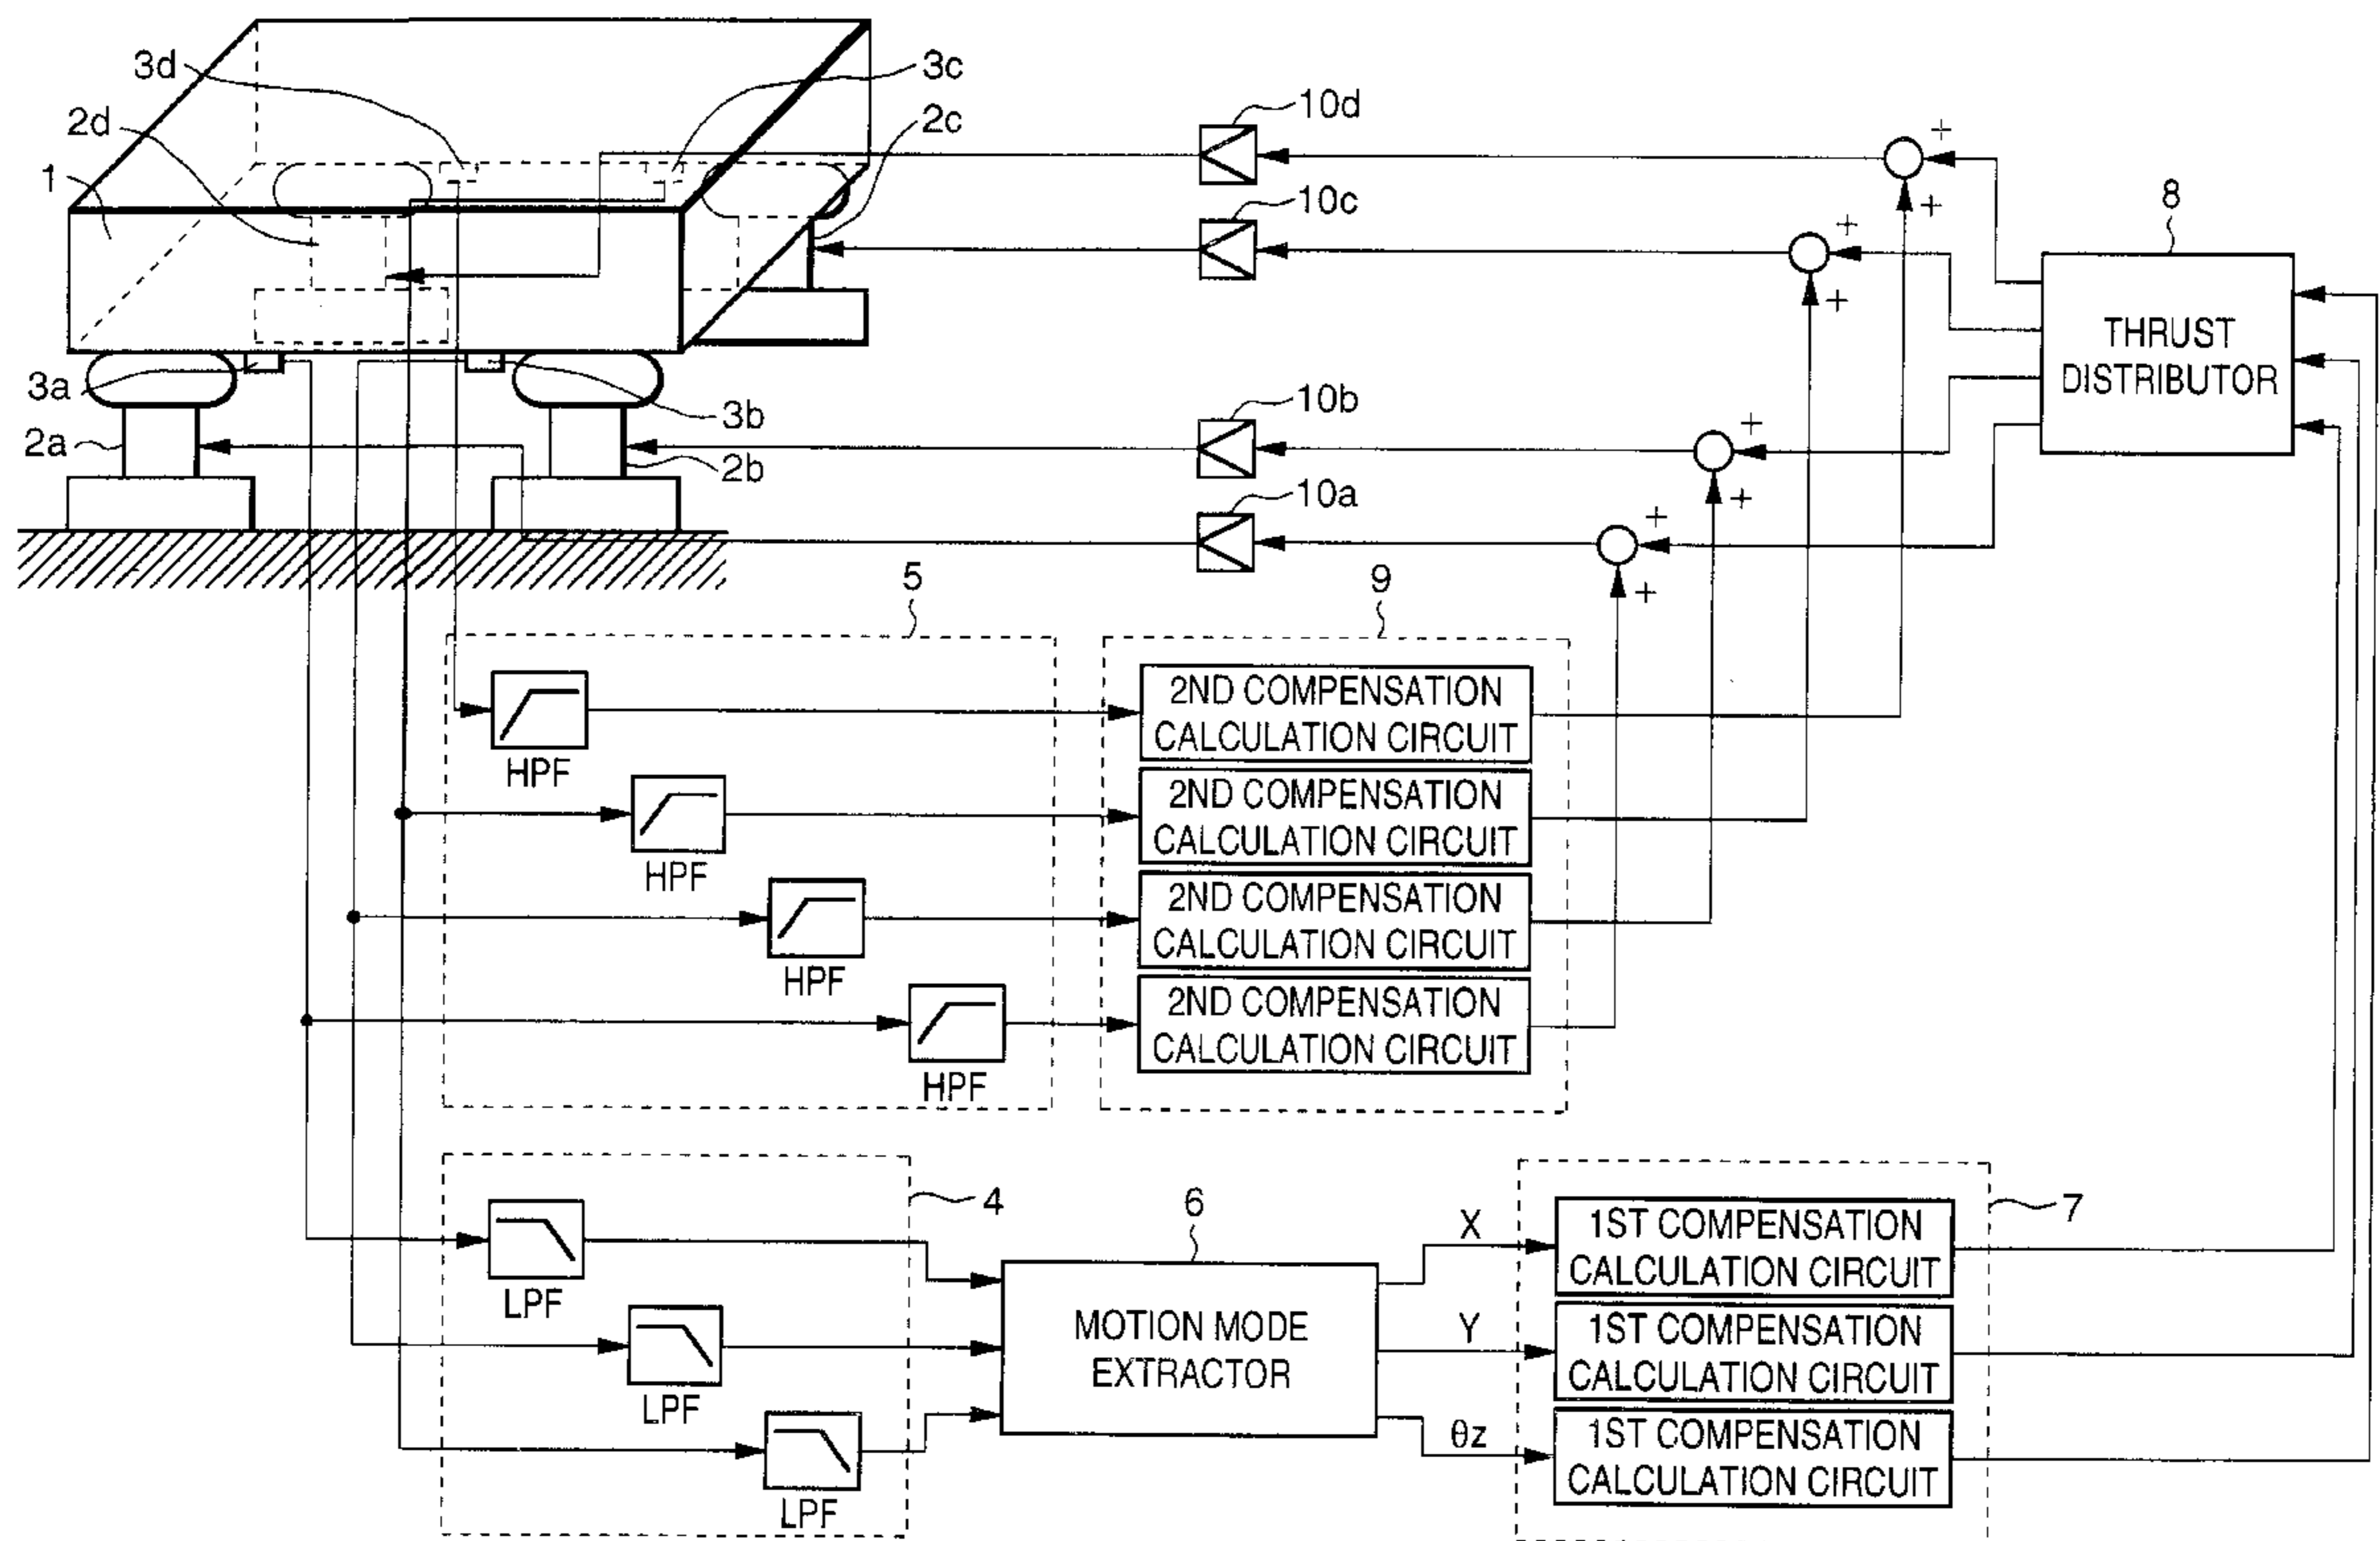 3d
3c
2d
2c
1
10d
10c
8
THRUST
DISTRIBUTOR
+
+
+
+
3a
3b
2a
2b
10b
10a
+
+
+
+
5
9
HPF
2ND COMPENSATION
CALCULATION CIRCUIT
HPF
2ND COMPENSATION
CALCULATION CIRCUIT
HPF
2ND COMPENSATION
CALCULATION CIRCUIT
HPF
2ND COMPENSATION
CALCULATION CIRCUIT
4
LPF
LPF
LPF
6
MOTION MODE
EXTRACTOR
X
Y
θz
7
1ST COMPENSATION
CALCULATION CIRCUIT
1ST COMPENSATION
CALCULATION CIRCUIT
1ST COMPENSATION
CALCULATION CIRCUIT